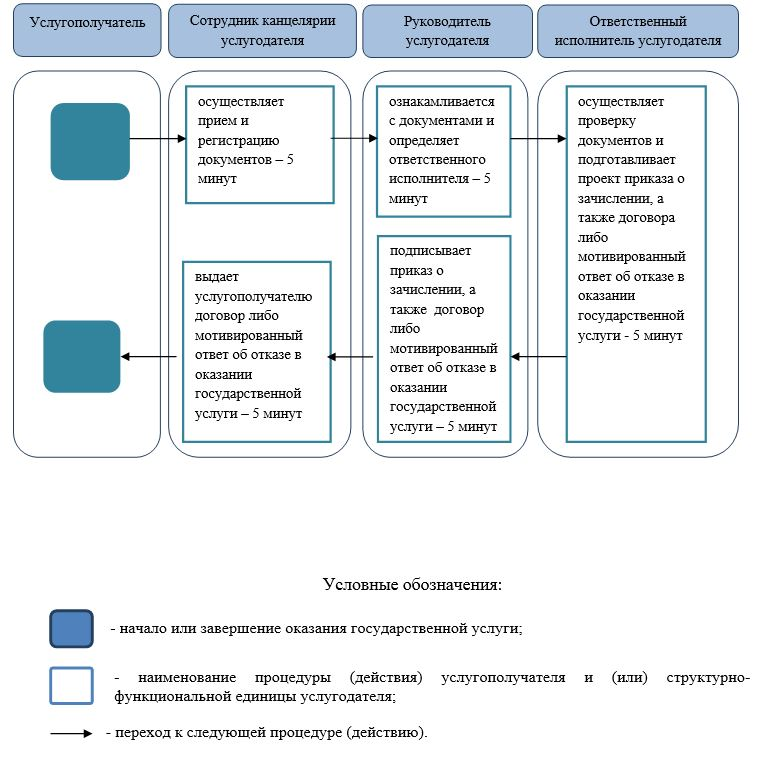 Услугополучатель
Сотрудник канцелярии
услугодателя
Руководитель
услугодателя
Ответственный
исполнитель услугодателя
осуществляет
прием и
регистрацию
документов – 5
минут
ознакамливается
с документами и
определяет
ответственного
исполнителя – 5
минут
осуществляет
проверку
документов и
подготавливает
проект приказа о
зачислении, а
также договора
либо
мотивированный
ответ об отказе в
оказании
государственной
услуги - 5 минут
подписывает
приказ о
зачислении, а
также договор
либо
мотивированный
ответ об отказе в
оказании
государственной
услуги – 5 минут
выдает
услугополучателю
договор либо
мотивированный
ответ об отказе в
оказании
государственной
услуги – 5 минут
Условные обозначения:
- начало или завершение оказания государственной услуги;
- наименование процедуры (действия) услугополучателя и (или) структурно-
функциональной единицы услугодателя;
- переход к следующей процедуре (действию).